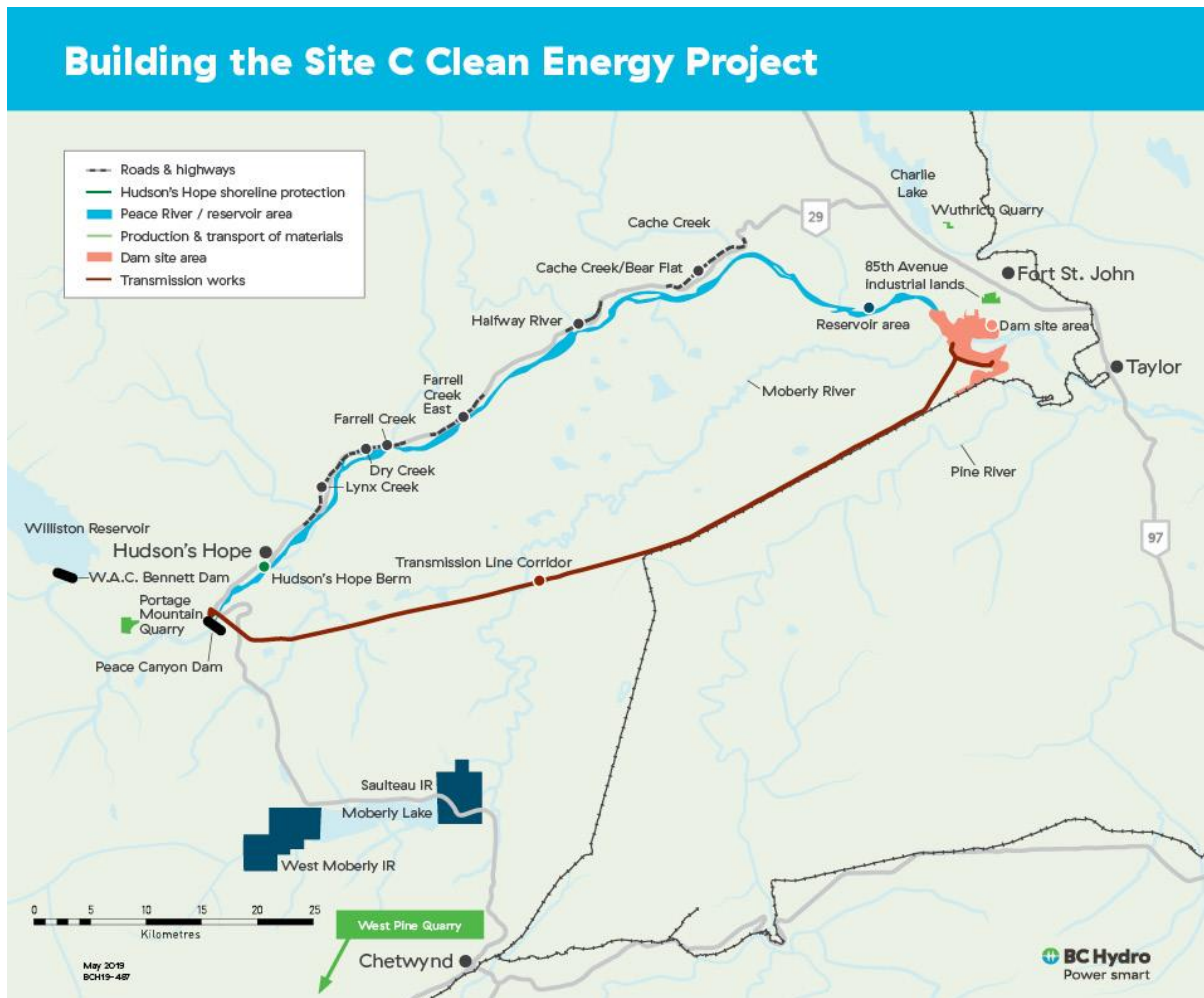 Building the Site C Clean Energy Project
Roads & highways
Hudson's Hope shoreline protection
Peace River / reservoir area
Production & transport of materials
Dam site area
Transmission works
Charlie
Lake
Wuthrich Quarry
29
Cache Creek
Cache Creek/Bear Flat
85th Avenue
industrial lands
Fort St. John
Halfway River
Reservoir area
Dam site area
Taylor
Moberly River
Farrell
Creek
East
Farrell Creek
Dry Creek
Lynx Creek
Pine River
Williston Reservoir
Hudson's Hope
97
W.A.C. Bennett Dam
Hudson's Hope Berm
Transmission Line Corridor
Portage
Mountain
Quarry
Peace Canyon Dam
Saulteau IR
Moberly Lake
West Moberly IR
0 5 10 15 20 25
Kilometres
West Pine Quarry
Chetwynd
May 2019
BCH19-487
BC Hydro
Power smart